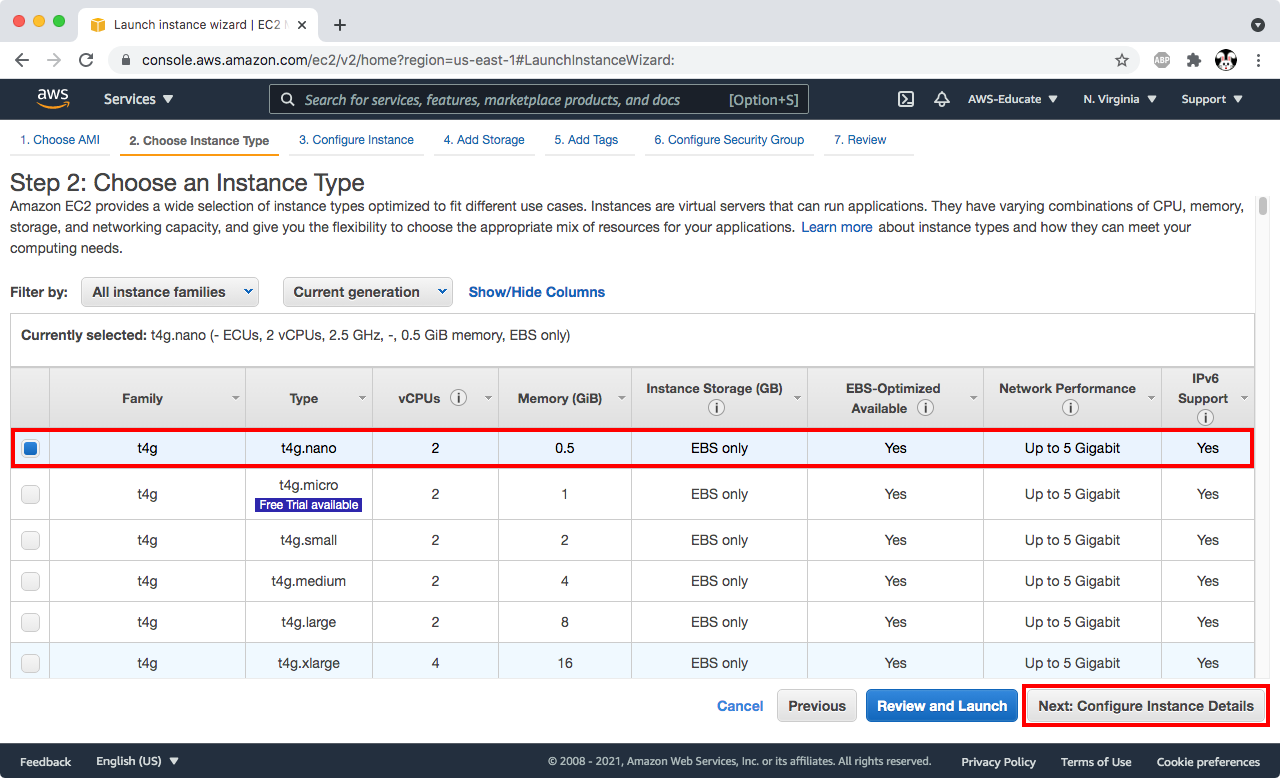 Launch instance wizard | EC2
console.aws.amazon.com/ec2/v2/home?region=us-east-1#LaunchInstanceWizard:
ABP
aws
Services
Search for services, features, marketplace products, and docs
[Option+S]
AWS-Educate
N. Virginia
Support
1. Choose AMI
2. Choose Instance Type
3. Configure Instance
4. Add Storage
5. Add Tags
6. Configure Security Group
7. Review
Step 2: Choose an Instance Type
Amazon EC2 provides a wide selection of instance types optimized to fit different use cases. Instances are virtual servers that can run applications. They have varying combinations of CPU, memory,
storage, and networking capacity, and give you the flexibility to choose the appropriate mix of resources for your applications. Learn more about instance types and how they can meet your
computing needs.
Filter by: All instance families Current generation Show/Hide Columns
Currently selected: t4g.nano (- ECUs, 2 vCPUs, 2.5 GHz, -, 0.5 GiB memory, EBS only)
Family Type vCPUs Memory (GiB) Instance Storage (GB) EBS-Optimized Available Network Performance IPv6 Support
t4g t4g.nano 2 0.5 EBS only Yes Up to 5 Gigabit Yes
t4g t4g.micro Free Trial available 2 1 EBS only Yes Up to 5 Gigabit Yes
t4g t4g.small 2 2 EBS only Yes Up to 5 Gigabit Yes
t4g t4g.medium 2 4 EBS only Yes Up to 5 Gigabit Yes
t4g t4g.large 2 8 EBS only Yes Up to 5 Gigabit Yes
t4g t4g.xlarge 4 16 EBS only Yes Up to 5 Gigabit Yes
Cancel Previous Review and Launch Next: Configure Instance Details
Feedback English (US) © 2008 - 2021, Amazon Web Services, Inc. or its affiliates. All rights reserved. Privacy Policy Terms of Use Cookie preferences